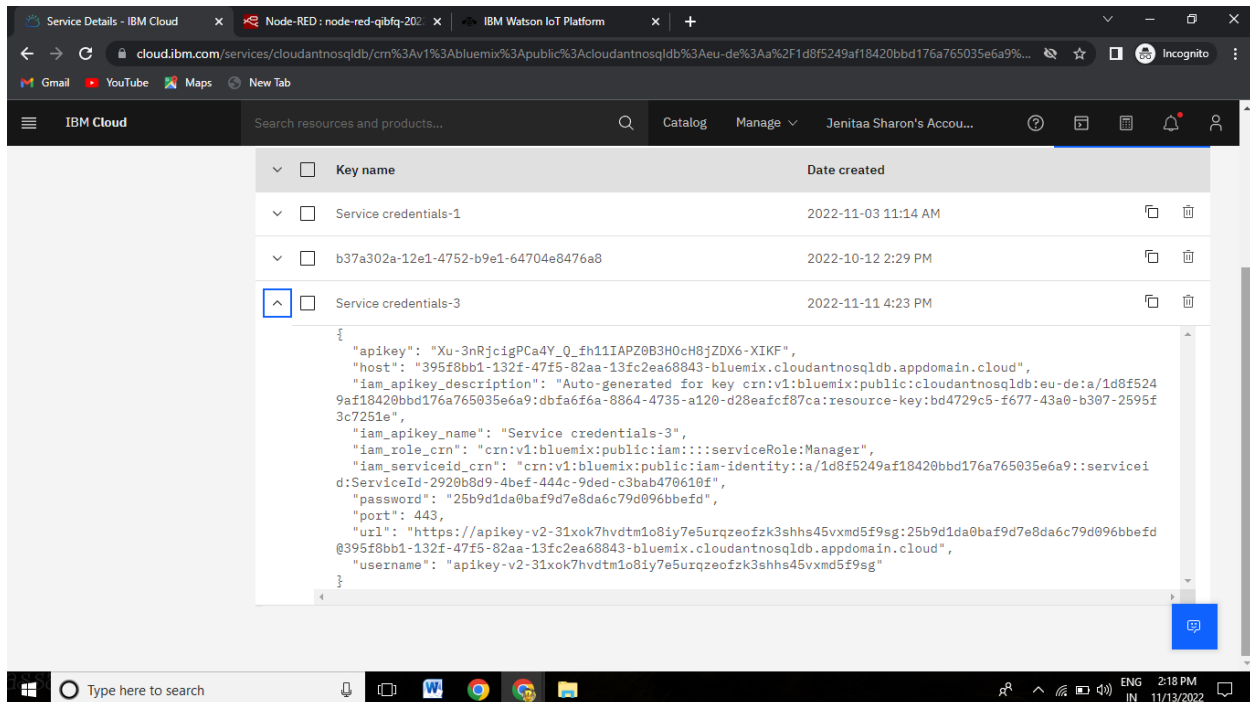 Service Details - IBM Cloud
Node-RED : node-red-qibfq-202
IBM Watson IoT Platform
cloud.ibm.com/services/cloudantnosqldb/crn%3Av1%3Abluemix%3Apublic%3Acloudantnosqldb%3Aeu-de%3Aa%2F1d8f5249af18420bbd176a765035e6a9%...
Incognito
Gmail YouTube Maps New Tab
IBM Cloud
Search resources and products...
Catalog
Manage
Jenitaa Sharon's Accou...
Key name Date created
Service credentials-1 2022-11-03 11:14 AM
b37a302a-12e1-4752-b9e1-64704e8476a8 2022-10-12 2:29 PM
Service credentials-3 2022-11-11 4:23 PM
{
"apikey": "Xu-3nRjcigPCa4Y_Q_fh11IAPZ0B3HOcH8jZDX6-XIKF",
"host": "395f8bb1-132f-47f5-82aa-13fc2ea68843-bluemix.cloudantnosqldb.appdomain.cloud",
"iam_apikey_description": "Auto-generated for key crn:v1:bluemix:public:cloudantnosqldb:eu-de:a/1d8f524
9af18420bbd176a765035e6a9:dbfa6f6a-8864-4735-a120-d28eafcf87ca:resource-key:bd4729c5-f677-43a0-b307-2595f
3c7251e",
"iam_apikey_name": "Service credentials-3",
"iam_role_crn": "crn:v1:bluemix:public:iam::::serviceRole:Manager",
"iam_serviceid_crn": "crn:v1:bluemix:public:iam-identity::a/1d8f5249af18420bbd176a765035e6a9::servicei
d:ServiceId-2920b8d9-4bef-444c-9ded-c3bab470610f",
"password": "25b9d1da0baf9d7e8da6c79d096bbefd",
"port": 443,
"url": "https://apikey-v2-31xok7hvdtm1o8iy7e5urqzeofzk3shhs45vxmd5f9sg:25b9d1da0baf9d7e8da6c79d096bbefd
@395f8bb1-132f-47f5-82aa-13fc2ea68843-bluemix.cloudantnosqldb.appdomain.cloud",
"username": "apikey-v2-31xok7hvdtm1o8iy7e5urqzeofzk3shhs45vxmd5f9sg"
}
Type here to search
ENG 2:18 PM
IN 11/13/2022